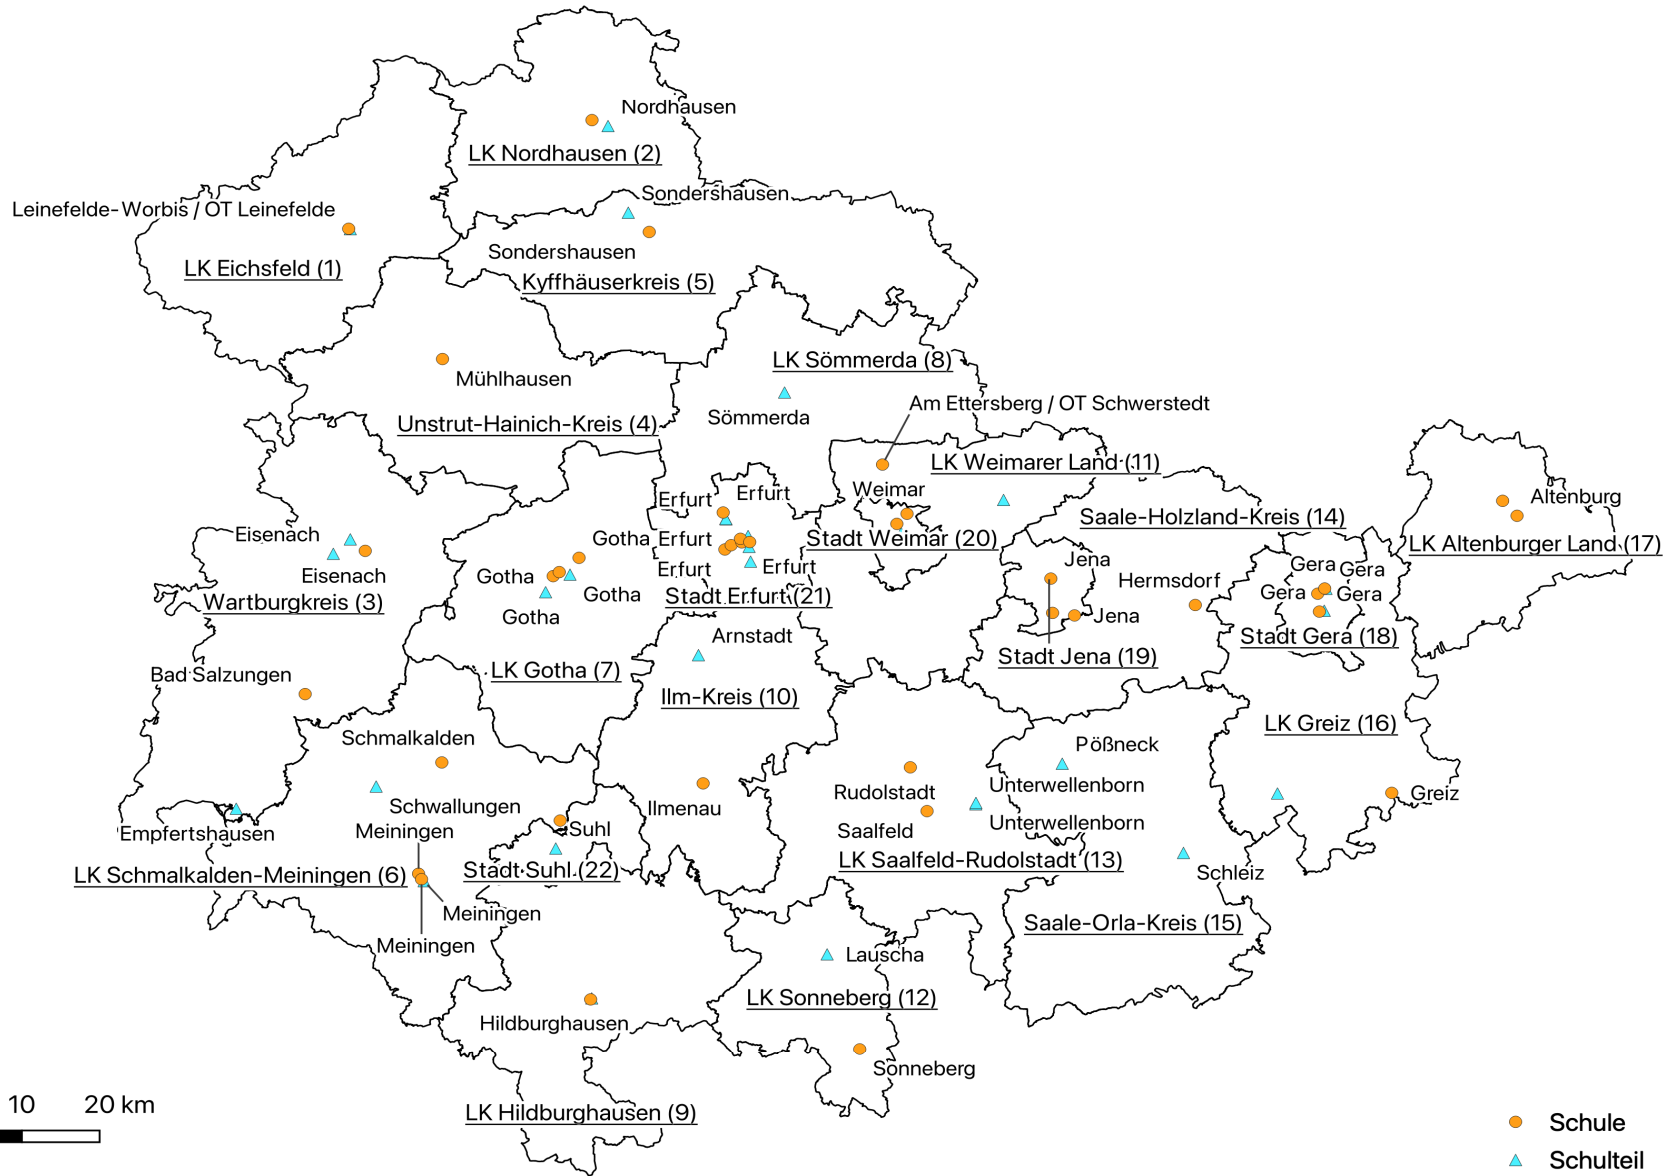 Nordhausen
LK Nordhausen (2)
Sondershausen
Leinefelde-Worbis / OT Leinefelde
Sondershausen
LK Eichsfeld (1)
Kyffhäuserkreis (5)
LK Sömmerda (8)
Mühlhausen
Am Ettersberg / OT Schwerstedt
Sömmerda
Unstrut-Hainich-Kreis (4)
LK Weimarer Land (11)
Weimar
Erfurt
Erfurt
Altenburg
Saale-Holzland-Kreis (14)
Eisenach
Gotha
Erfurt
Stadt Weimar (20)
LK Altenburger Land (17)
Jena
Gera
Gera
Erfurt
Erfurt
Eisenach
Gotha
Hermsdorf
Gotha
Gera
Gera
Wartburgkreis (3)
Stadt Erfurt (21)
Gotha
Jena
Arnstadt
Stadt Gera (18)
Stadt Jena (19)
Bad Salzungen
LK Gotha (7)
Ilm-Kreis (10)
LK Greiz (16)
Schmalkalden
Pößneck
Unterwellenborn
Rudolstadt
Greiz
Schwallungen
Ilmenau
Unterwellenborn
Empfertshausen
Meiningen
Suhl
Saalfeld
LK Saalfeld-Rudolstadt (13)
Stadt Suhl (22)
LK Schmalkalden-Meiningen (6)
Schleiz
Meiningen
Saale-Orla-Kreis (15)
Meiningen
Lauscha
LK Sonneberg (12)
Hildburghausen
Sonneberg
10 20 km
LK Hildburghausen (9)
Schule
Schulteil